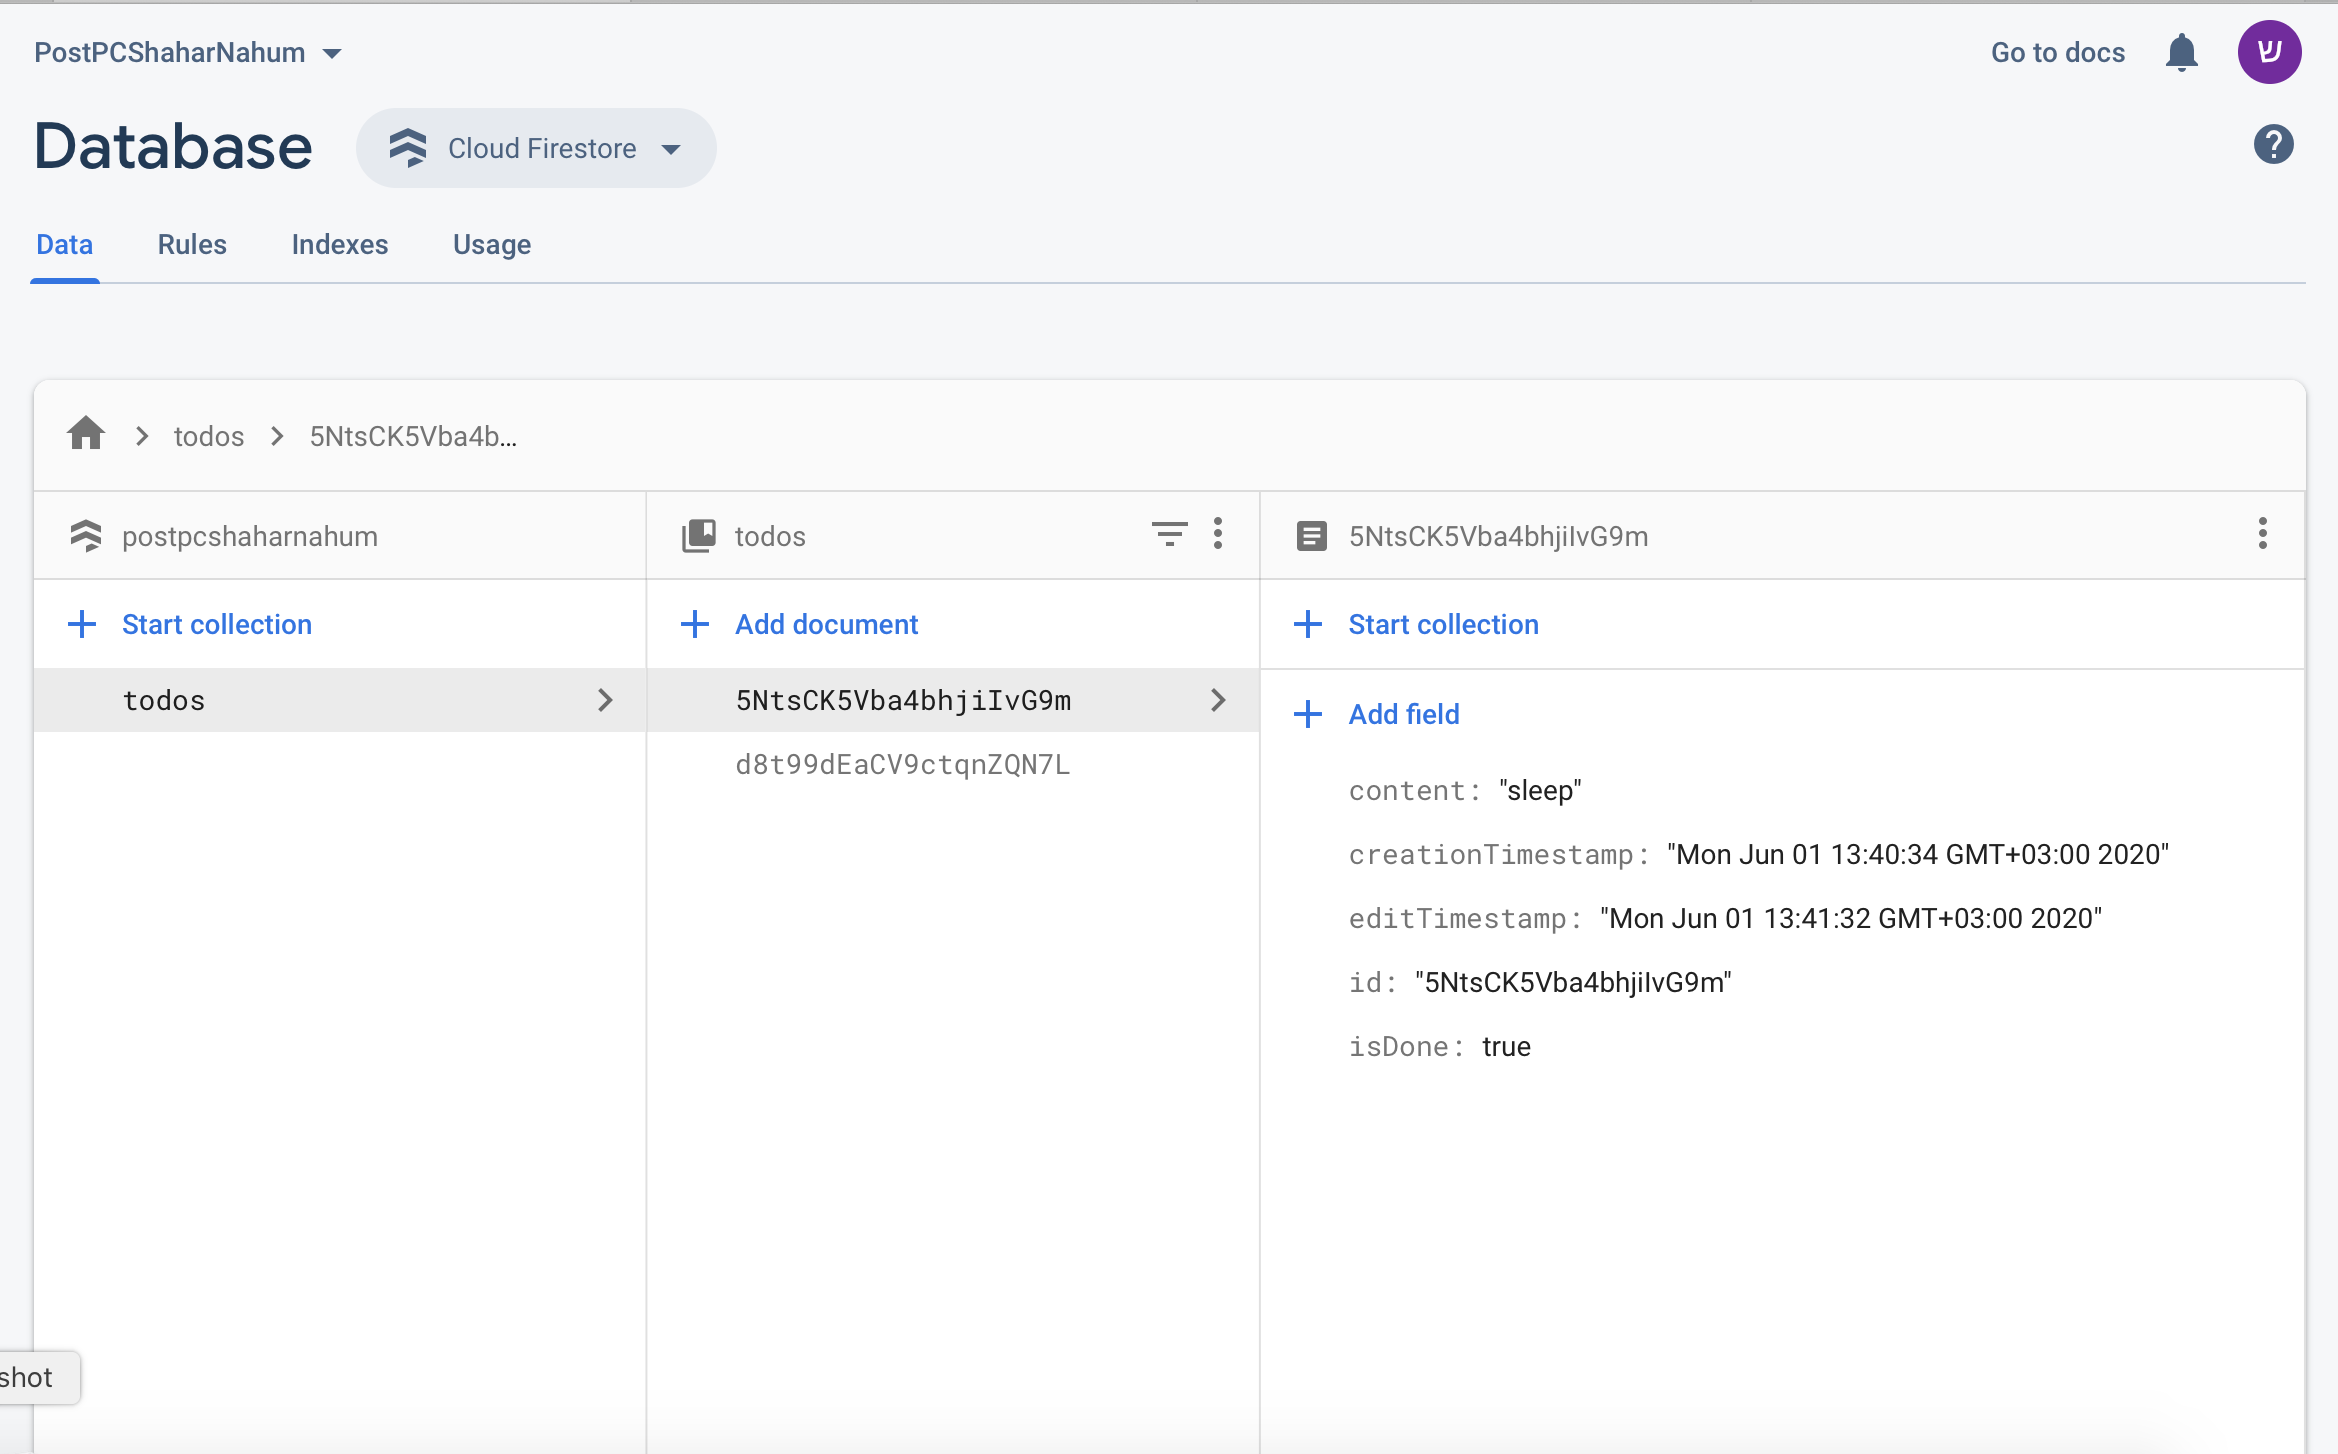 PostPCShaharNahum
Go to docs
ש
Database
Cloud Firestore
?
Data Rules Indexes Usage
todos 5NtsCK5Vba4b...
postpcshaharnahum
todos
5NtsCK5Vba4bhjiIvG9m
Start collection
Add document
Start collection
todos
5NtsCK5Vba4bhjiIvG9m
d8t99dEaCV9ctqnZQN7L
Add field
content: "sleep"
creationTimestamp: "Mon Jun 01 13:40:34 GMT+03:00 2020"
editTimestamp: "Mon Jun 01 13:41:32 GMT+03:00 2020"
id: "5NtsCK5Vba4bhjiIvG9m"
isDone: true
shot